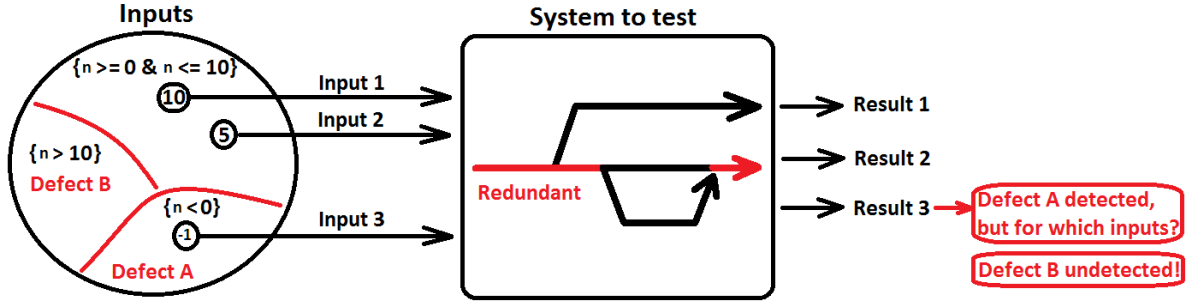 Inputs
System to test
{n >= 0 & n <= 10}
10
Input 1
Result 1
5
Input 2
{n > 10}
Defect B
Result 2
Redundant
{n < 0}
-1
Input 3
Result 3
Defect A detected,
but for which inputs?
Defect A
Defect B undetected!